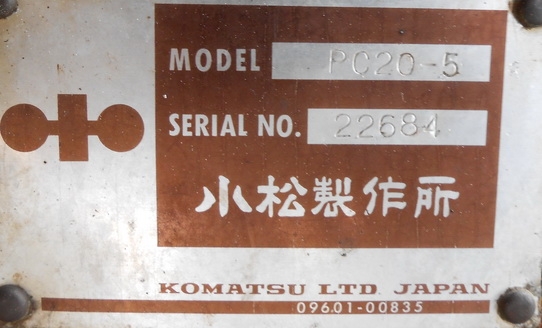 MODEL PC20-5
SERIAL NO. 22684
小松製作所
KOMATSU LTD. JAPAN
09601-00835